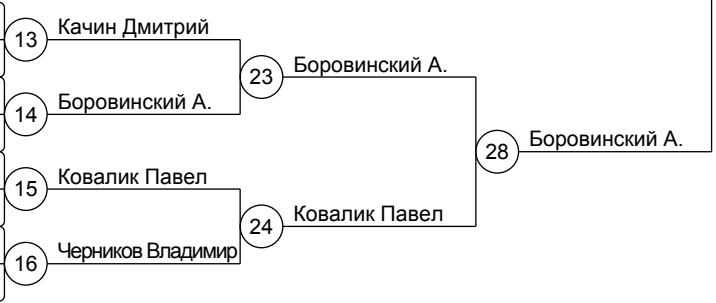 13 Качин Дмитрий
23 Боровинский А.
14 Боровинский А.
28 Боровинский А.
15 Ковалик Павел
24 Ковалик Павел
16 Черников Владимир